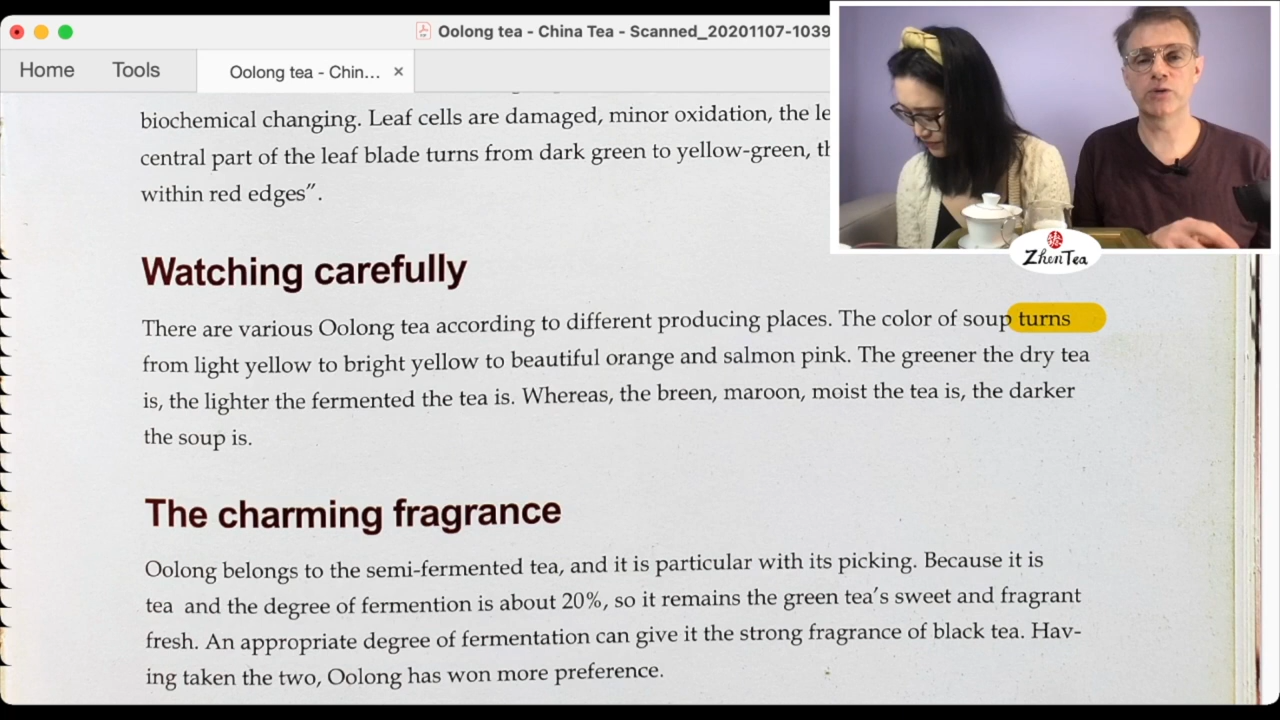 Oolong tea - China Tea - Scanned_20201107-1039
Home
Tools
Oolong tea - Chin... ×
biochemical changing. Leaf cells are damaged, minor oxidation, the le
central part of the leaf blade turns from dark green to yellow-green, th
within red edges”.
Watching carefully
There are various Oolong tea according to different producing places. The color of soup turns
from light yellow to bright yellow to beautiful orange and salmon pink. The greener the dry tea
is, the lighter the fermented the tea is. Whereas, the breen, maroon, moist the tea is, the darker
the soup is.
The charming fragrance
Oolong belongs to the semi-fermented tea, and it is particular with its picking. Because it is
tea and the degree of fermention is about 20%, so it remains the green tea’s sweet and fragrant
fresh. An appropriate degree of fermentation can give it the strong fragrance of black tea. Hav-
ing taken the two, Oolong has won more preference.
ZhenTea